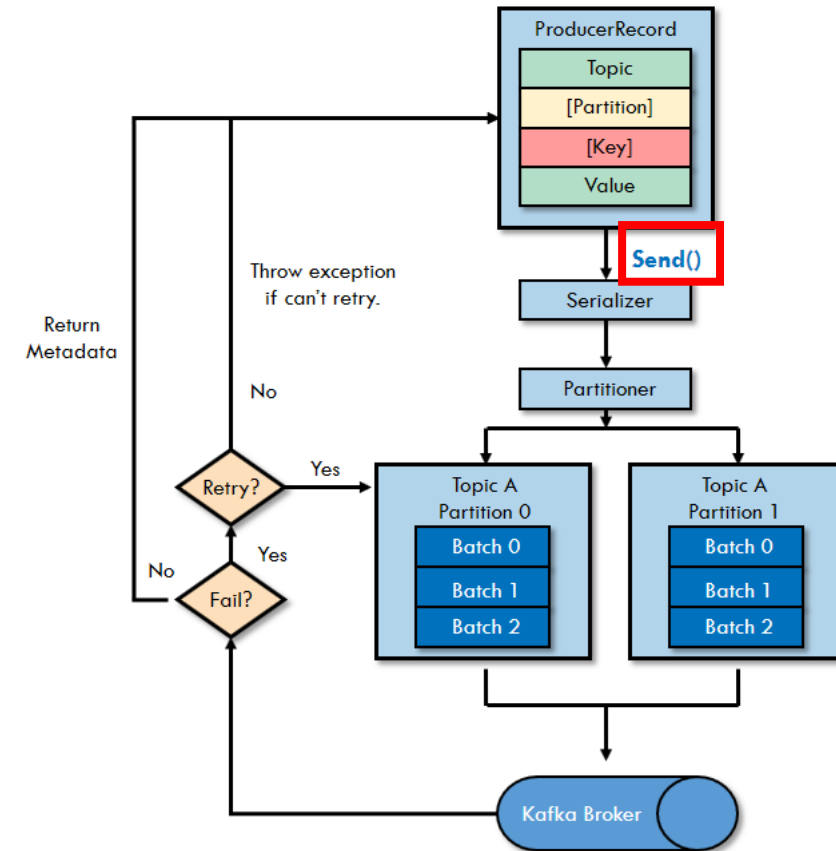 ProducerRecord
Topic
[Partition]
[Key]
Value
Send()
Serializer
Partitioner
Throw exception
if can't retry.
Return
Metadata
No
Retry?
Yes
Yes
No
Fail?
Topic A
Partition 0
Batch 0
Batch 1
Batch 2
Topic A
Partition 1
Batch 0
Batch 1
Batch 2
Kafka Broker